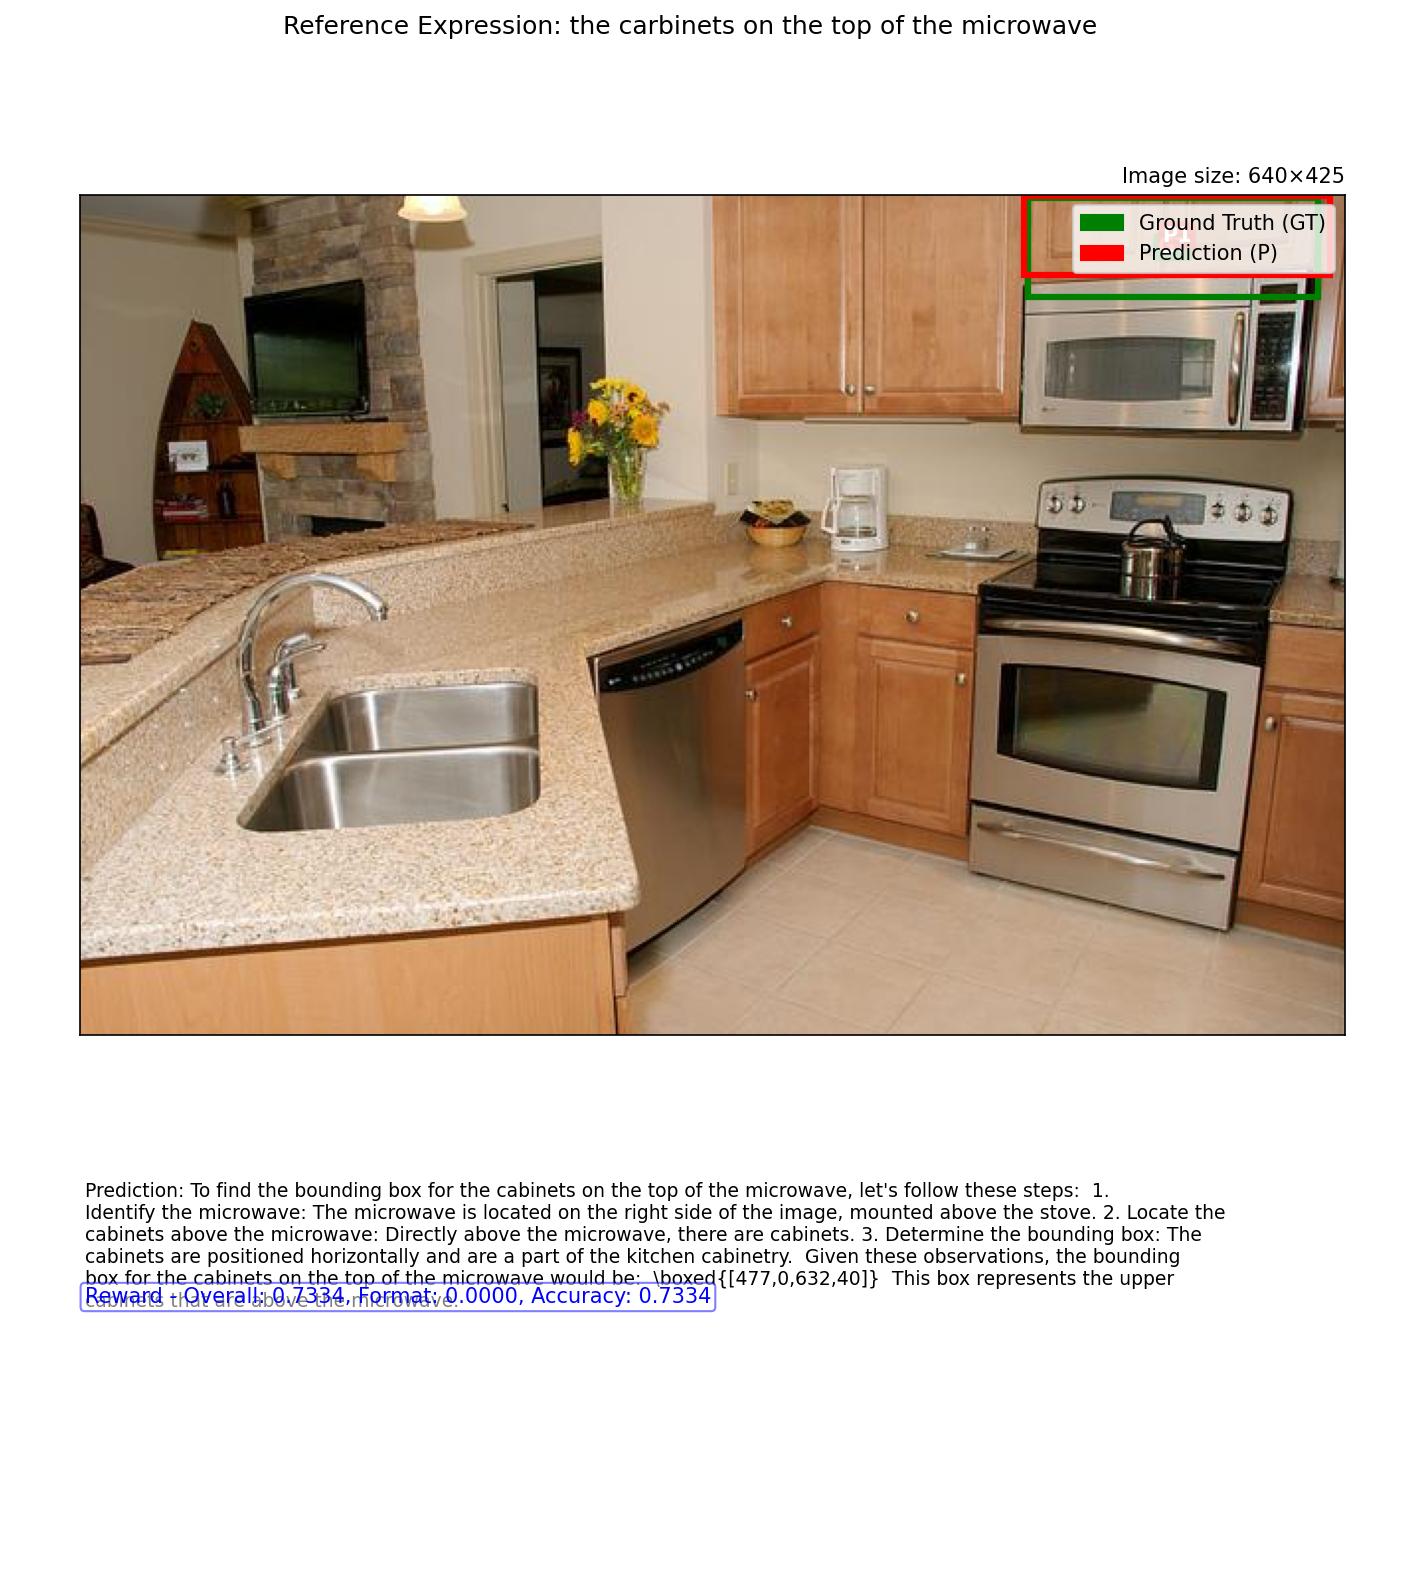 Reference Expression: the carbinets on the top of the microwave
Image size: 640×425
Ground Truth (GT)
Prediction (P)
P1
Prediction: To find the bounding box for the cabinets on the top of the microwave, let's follow these steps:  1.
Identify the microwave: The microwave is located on the right side of the image, mounted above the stove. 2. Locate the
cabinets above the microwave: Directly above the microwave, there are cabinets. 3. Determine the bounding box: The
cabinets are positioned horizontally and are a part of the kitchen cabinetry.  Given these observations, the bounding
box for the cabinets on the top of the microwave would be:  \boxed{[477,0,632,40]}  This box represents the upper
cabinets that are above the microwave.
Reward - Overall: 0.7334, Format: 0.0000, Accuracy: 0.7334